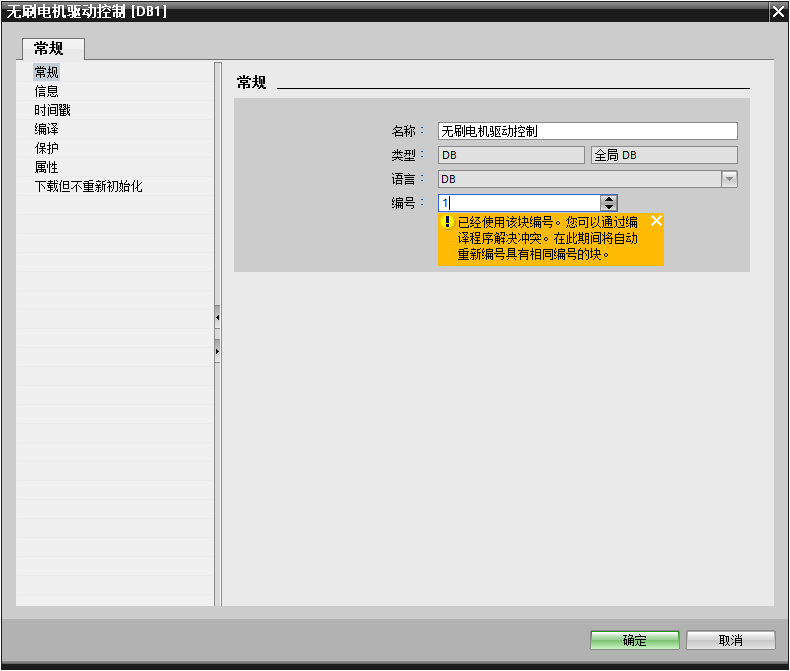 无刷电机驱动控制 [DB1]
常规
常规
信息
时间戳
编译
保护
属性
下载但不重新初始化
常规
名称：
无刷电机驱动控制
类型：
DB
全局 DB
语言：
DB
编号：
1
已经使用该块编号。您可以通过编
译程序解决冲突。在此期间将自动
重新编号具有相同编号的块。
确定
取消